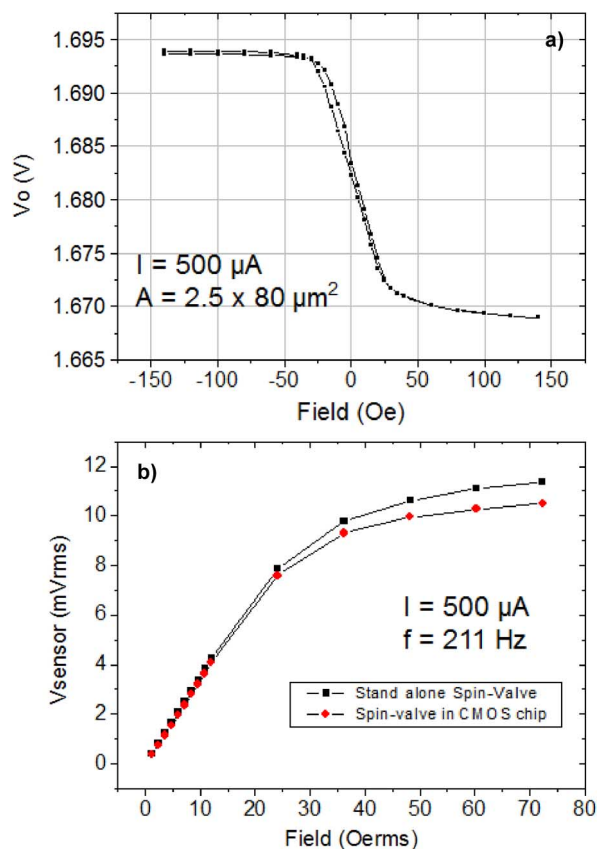 a)
1.695
1.690
1.685
1.680
1.675
1.670
1.665
Vo (V)
I = 500 µA
A = 2.5 x 80 µm²
-150 -100 -50 0 50 100 150
Field (Oe)
b)
12
10
8
6
4
2
0
Vsensor (mVrms)
I = 500 µA
f = 211 Hz
Stand alone Spin-Valve
Spin-valve in CMOS chip
0 10 20 30 40 50 60 70 80
Field (Oerms)